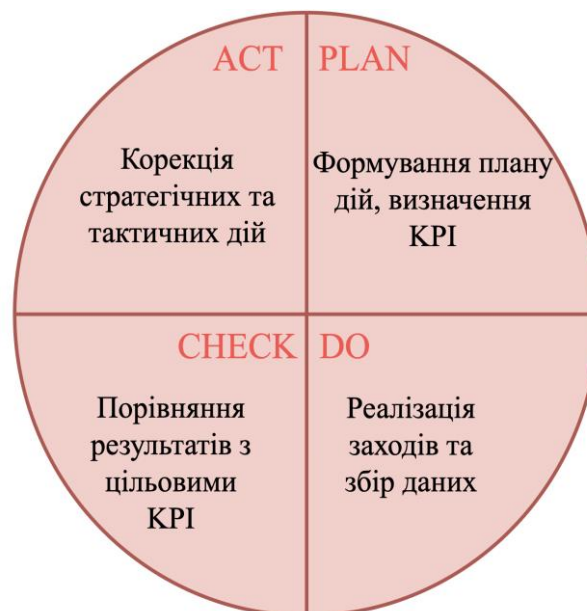 ACT
PLAN
Корекція
стратегічних та
тактичних дій
Формування плану
дій, визначення
KPI
CHECK
DO
Порівняння
результатів з
цільовими
KPI
Реалізація
заходів та
збір даних